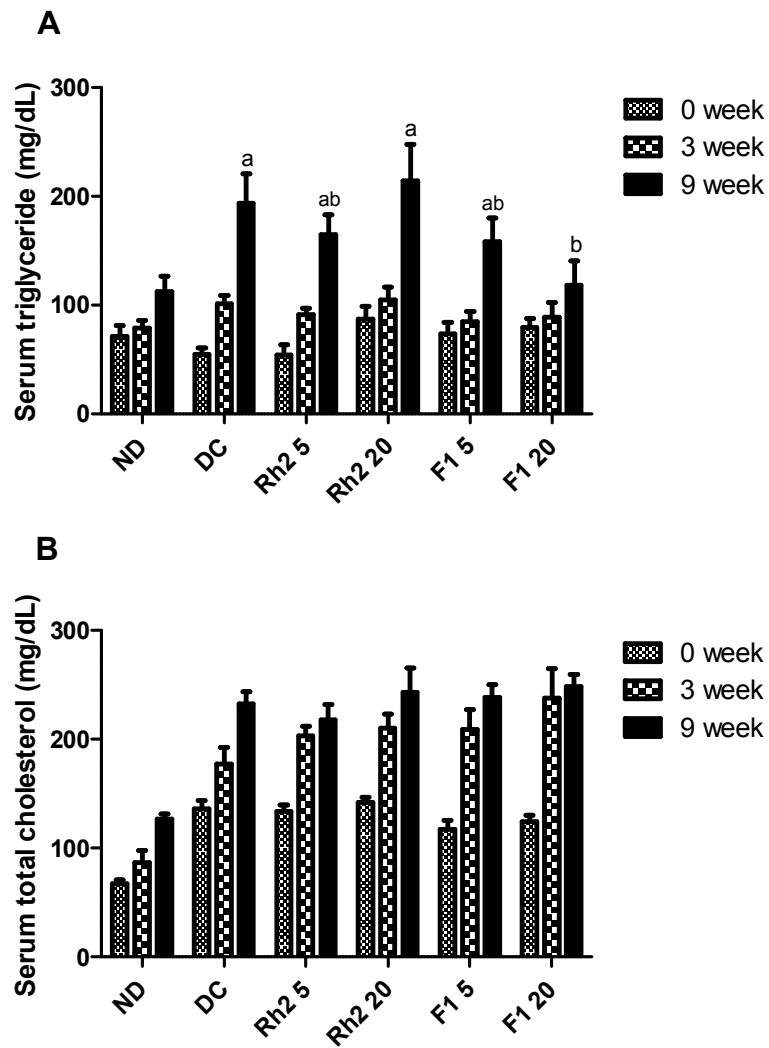 A
Serum triglyceride (mg/dL)
300
200
100
0
a
ab
a
ab
b
ND
DC
Rh2 5
Rh2 20
F1 5
F1 20
0 week
3 week
9 week
B
Serum total cholesterol (mg/dL)
300
200
100
0
ND
DC
Rh2 5
Rh2 20
F1 5
F1 20
0 week
3 week
9 week